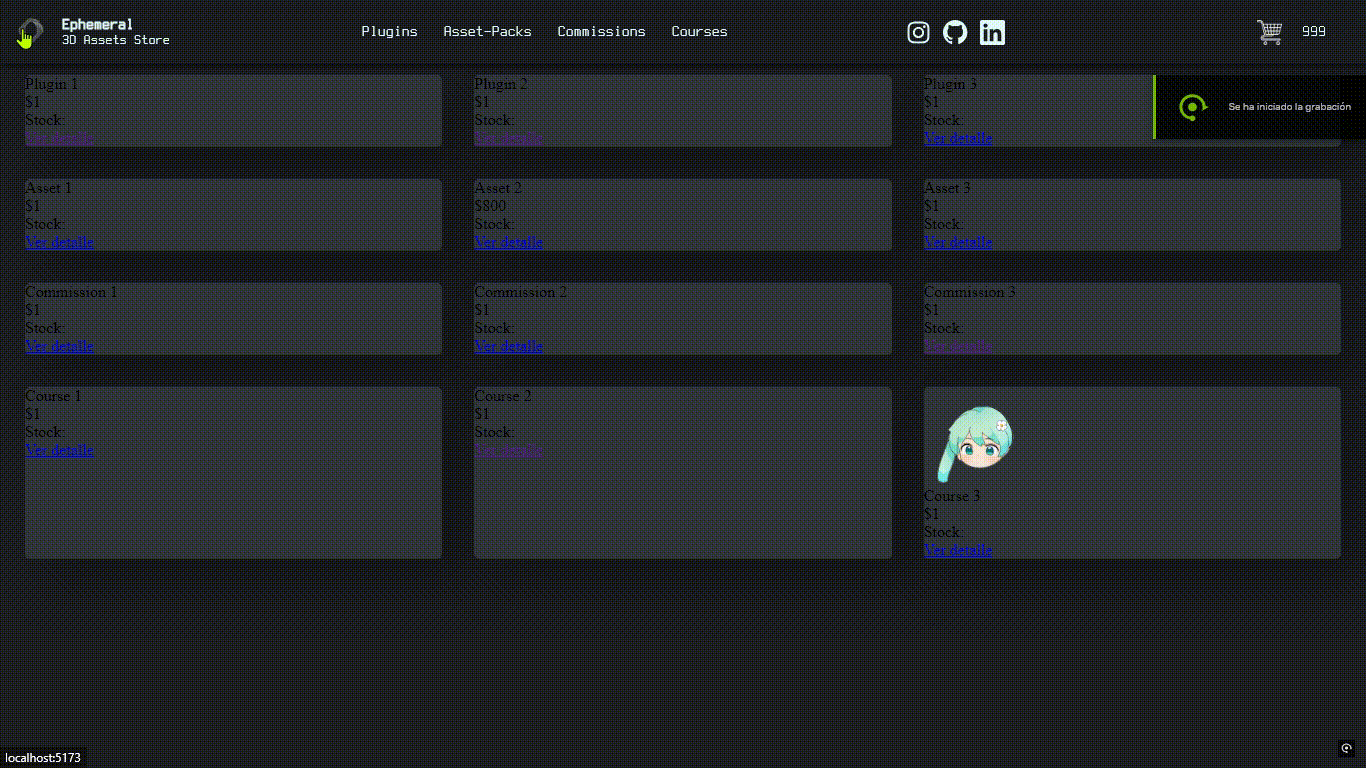 Ephemeral
3D Assets Store
Plugins Asset-Packs Commissions Courses
999
Se ha iniciado la grabación
Plugin 1
$1
Stock:
Ver detalle
Plugin 2
$1
Stock:
Ver detalle
Plugin 3
$1
Stock:
Ver detalle
Asset 1
$1
Stock:
Ver detalle
Asset 2
$800
Stock:
Ver detalle
Asset 3
$1
Stock:
Ver detalle
Commission 1
$1
Stock:
Ver detalle
Commission 2
$1
Stock:
Ver detalle
Commission 3
$1
Stock:
Ver detalle
Course 1
$1
Stock:
Ver detalle
Course 2
$1
Stock:
Ver detalle
Course 3
$1
Stock:
Ver detalle
localhost:5173